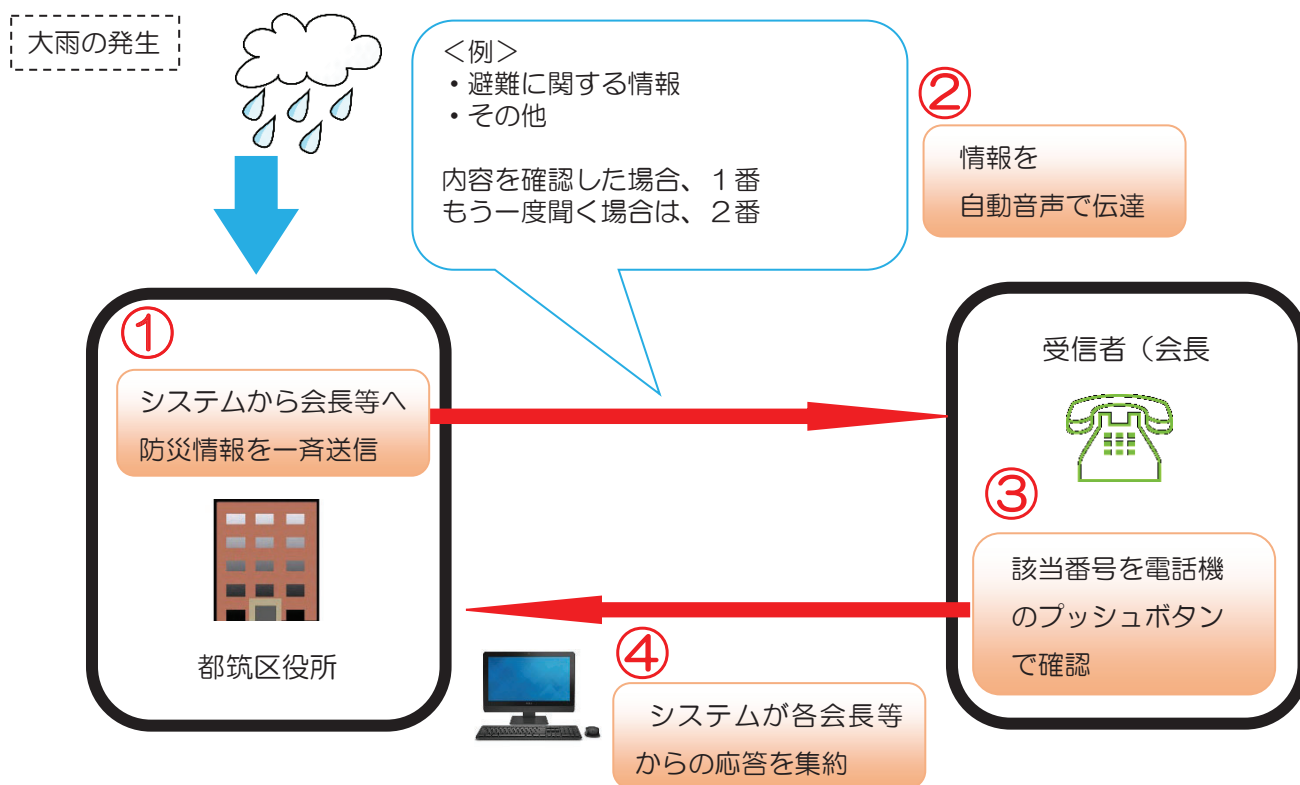 大雨の発生
＜例＞
・避難に関する情報
・その他
内容を確認した場合、１番
もう一度聞く場合は、２番
②
情報を
自動音声で伝達
①
システムから会長等へ
防災情報を一斉送信
都筑区役所
受信者（会長
③
該当番号を電話機
のプッシュボタン
で確認
④
システムが各会長等
からの応答を集約